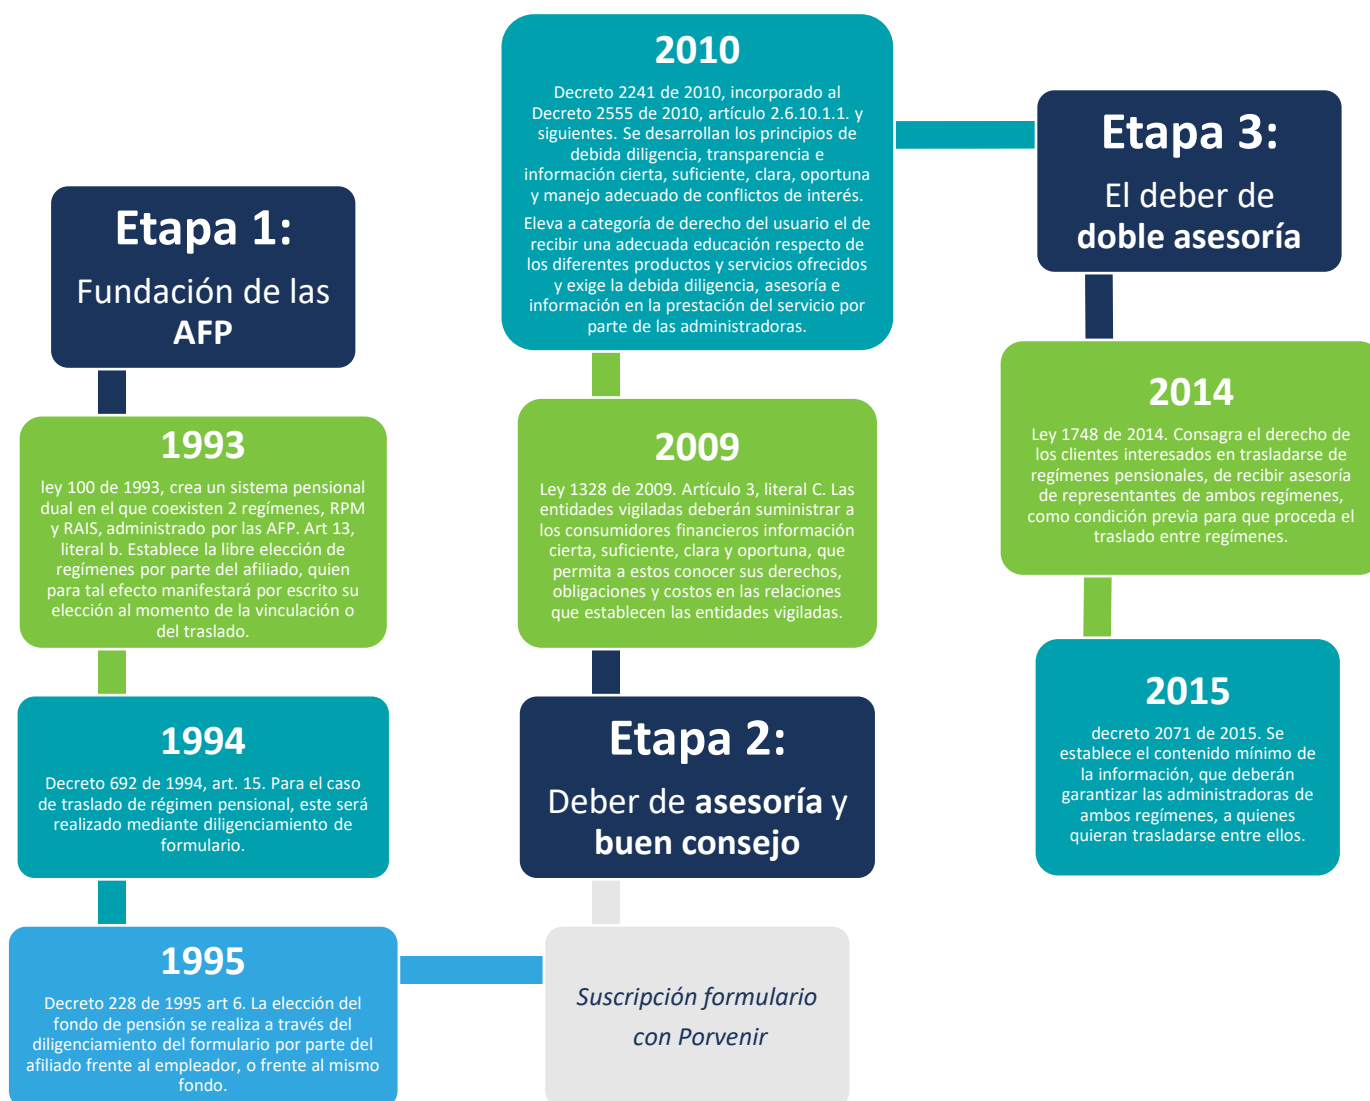 Etapa 1:
Fundación de las
AFP
1993
ley 100 de 1993, crea un sistema pensional
dual en el que coexisten 2 regímenes, RPM
y RAIS, administrado por las AFP. Art 13,
literal b. Establece la libre elección de
regímenes por parte del afiliado, quien
para tal efecto manifestará por escrito su
elección al momento de la vinculación o
del traslado.
1994
Decreto 692 de 1994, art. 15. Para el caso
de traslado de régimen pensional, este será
realizado mediante diligenciamiento de
formulario.
1995
Decreto 228 de 1995 art 6. La elección del
fondo de pensión se realiza a través del
diligenciamiento del formulario por parte del
afiliado frente al empleador, o frente al mismo
fondo.
Suscripción formulario
con Porvenir
Etapa 2:
Deber de asesoría y
buen consejo
2009
Ley 1328 de 2009. Artículo 3, literal C. Las
entidades vigiladas deberán suministrar a
los consumidores financieros información
cierta, suficiente, clara y oportuna, que
permita a estos conocer sus derechos,
obligaciones y costos en las relaciones
que establecen las entidades vigiladas.
2010
Decreto 2241 de 2010, incorporado al
Decreto 2555 de 2010, artículo 2.6.10.1.1. y
siguientes. Se desarrollan los principios de
debida diligencia, transparencia e
información cierta, suficiente, clara, oportuna
y manejo adecuado de conflictos de interés.
Eleva a categoría de derecho del usuario el de
recibir una adecuada educación respecto de
los diferentes productos y servicios ofrecidos
y exige la debida diligencia, asesoría e
información en la prestación del servicio por
parte de las administradoras.
Etapa 3:
El deber de
doble asesoría
2014
Ley 1748 de 2014. Consagra el derecho de
los clientes interesados en trasladarse de
regímenes pensionales, de recibir asesoría
de representantes de ambos regímenes,
como condición previa para que proceda el
traslado entre regímenes.
2015
decreto 2071 de 2015. Se
establece el contenido mínimo de
la información, que deberán
garantizar las administradoras de
ambos regímenes, a quienes
quieran trasladarse entre ellos.